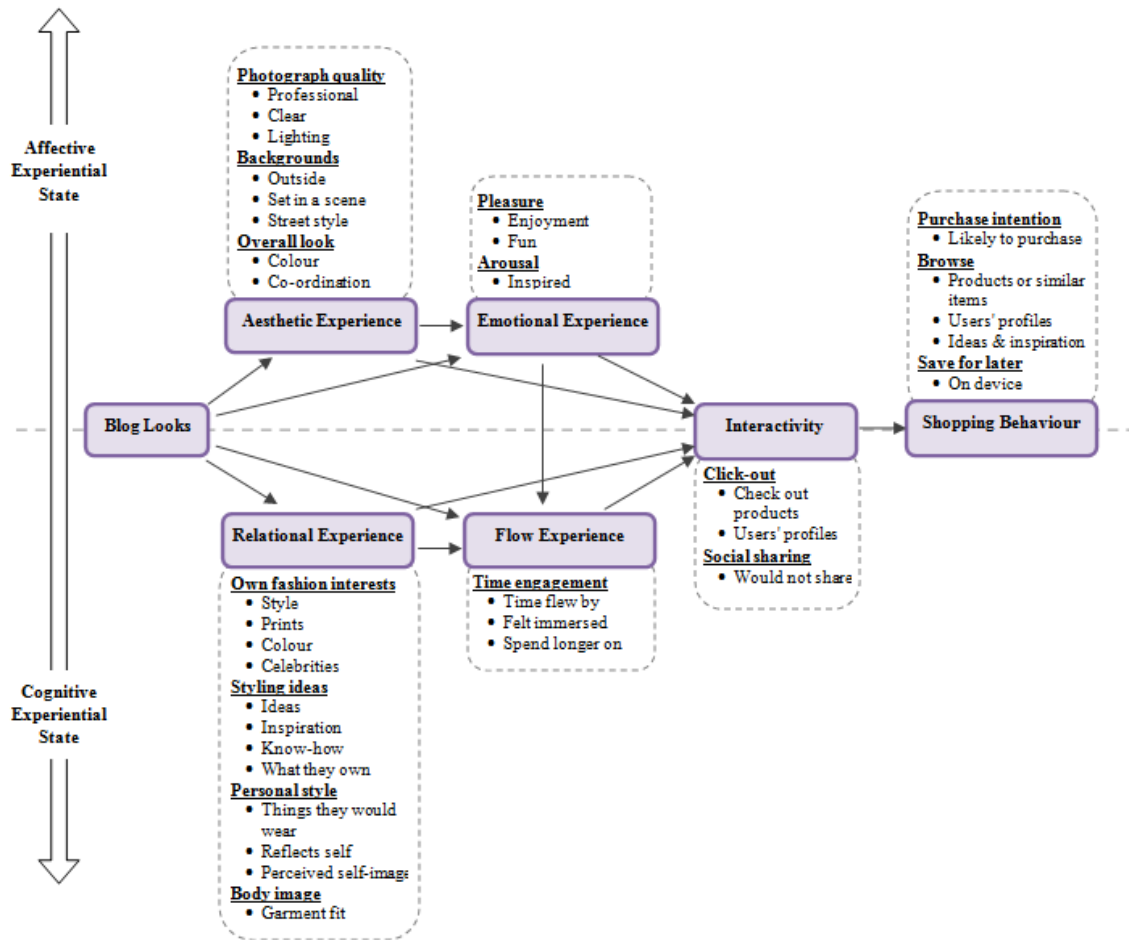 Affective
Experiential
State
Cognitive
Experiential
State
Photograph quality
• Professional
• Clear
• Lighting
Backgrounds
• Outside
• Set in a scene
• Street style
Overall look
• Colour
• Co-ordination
Aesthetic Experience
Pleasure
• Enjoyment
• Fun
Arousal
• Inspired
Emotional Experience
Purchase intention
• Likely to purchase
Browse
• Products or similar
items
• Users' profiles
• Ideas & inspiration
Save for later
• On device
Shopping Behaviour
Blog Looks
Interactivity
Click-out
• Check out
products
• Users' profiles
Social sharing
• Would not share
Relational Experience
Own fashion interests
• Style
• Prints
• Colour
• Celebrities
Styling ideas
• Ideas
• Inspiration
• Know-how
• What they own
Personal style
• Things they would
wear
• Reflects self
• Perceived self-image
Body image
• Garment fit
Flow Experience
Time engagement
• Time flew by
• Felt immersed
• Spend longer on